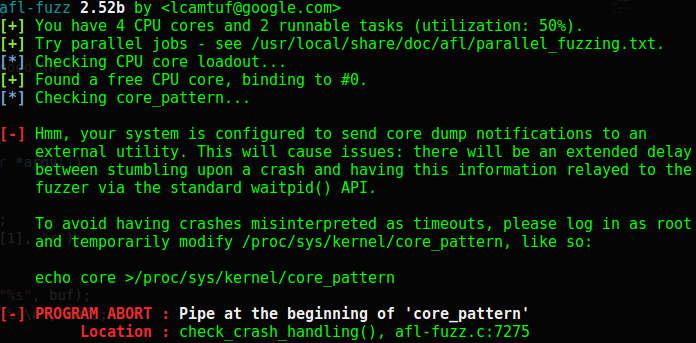 afl-fuzz 2.52b by <lcamtuf@google.com>
[+] You have 4 CPU cores and 2 runnable tasks (utilization: 50%).
[+] Try parallel jobs - see /usr/local/share/doc/afl/parallel_fuzzing.txt.
[*] Checking CPU core loadout...
[+] Found a free CPU core, binding to #0.
[*] Checking core_pattern...
[-] Hmm, your system is configured to send core dump notifications to an
external utility. This will cause issues: there will be an extended delay
between stumbling upon a crash and having this information relayed to the
fuzzer via the standard waitpid() API.
To avoid having crashes misinterpreted as timeouts, please log in as root
and temporarily modify /proc/sys/kernel/core_pattern, like so:
echo core >/proc/sys/kernel/core_pattern
"%s", buf);
[-] PROGRAM ABORT : Pipe at the beginning of 'core_pattern'
Location : check_crash_handling(), afl-fuzz.c:7275